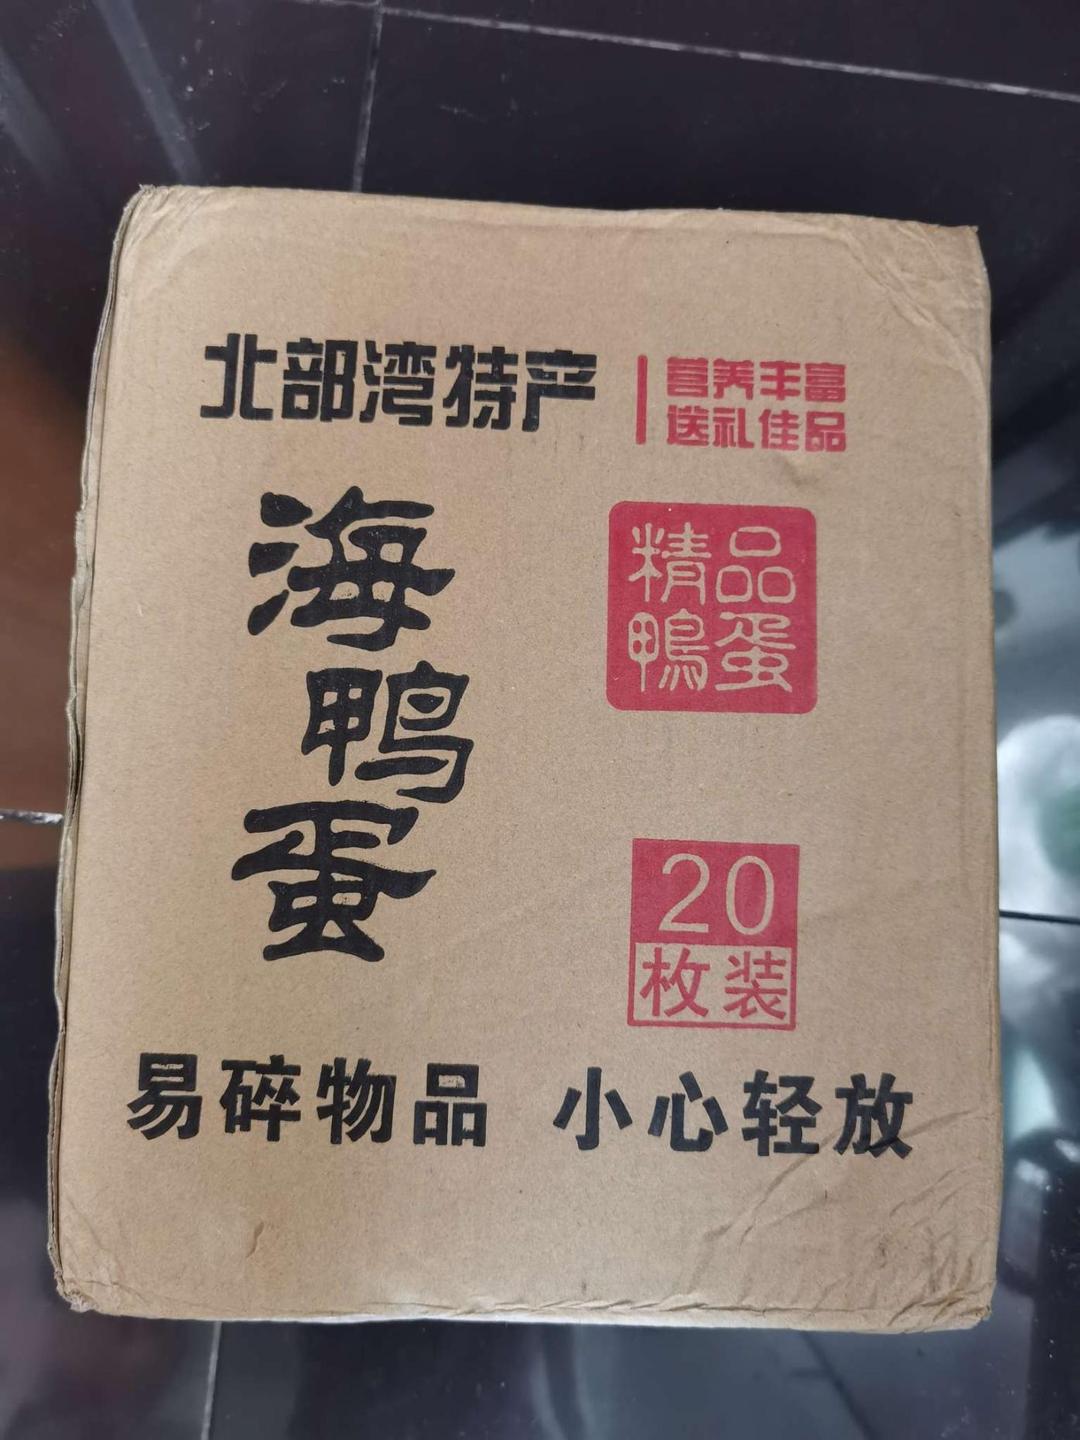 北部湾特产
营养丰富
送礼佳品
海鸭蛋
精品
鴨蛋
20
枚装
易碎物品 小心轻放